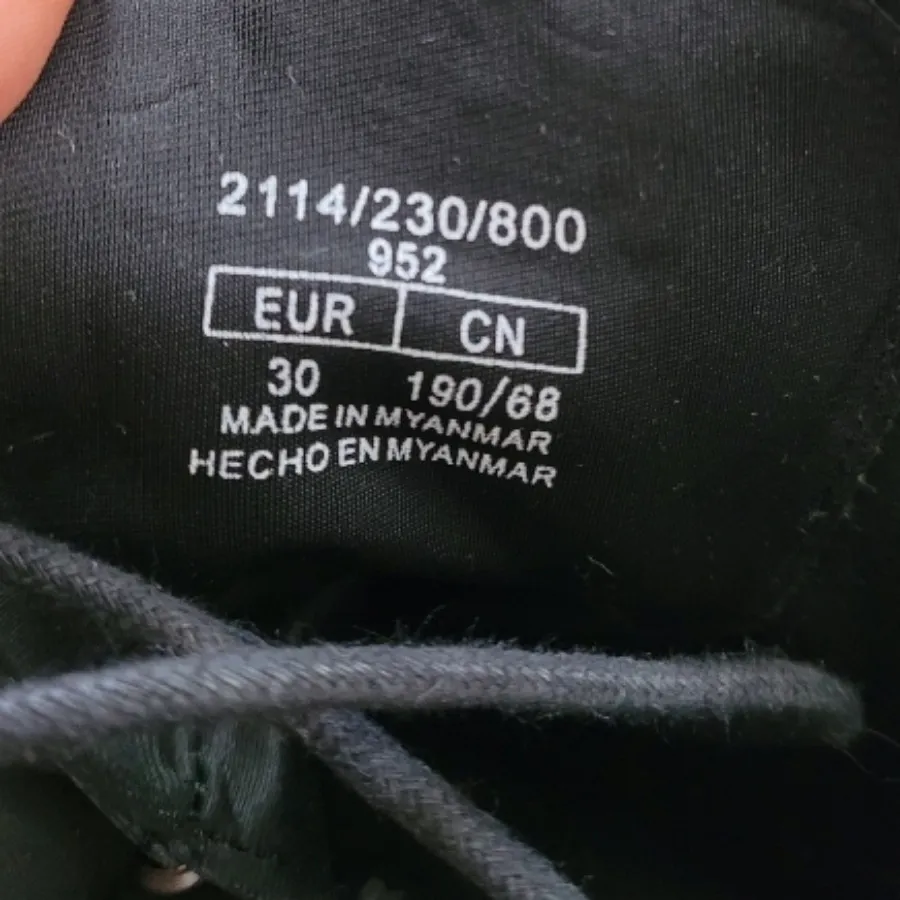 2114/230/800
952
EUR CN
30 190/68
MADE IN MYANMAR
HECHO EN MYANMAR